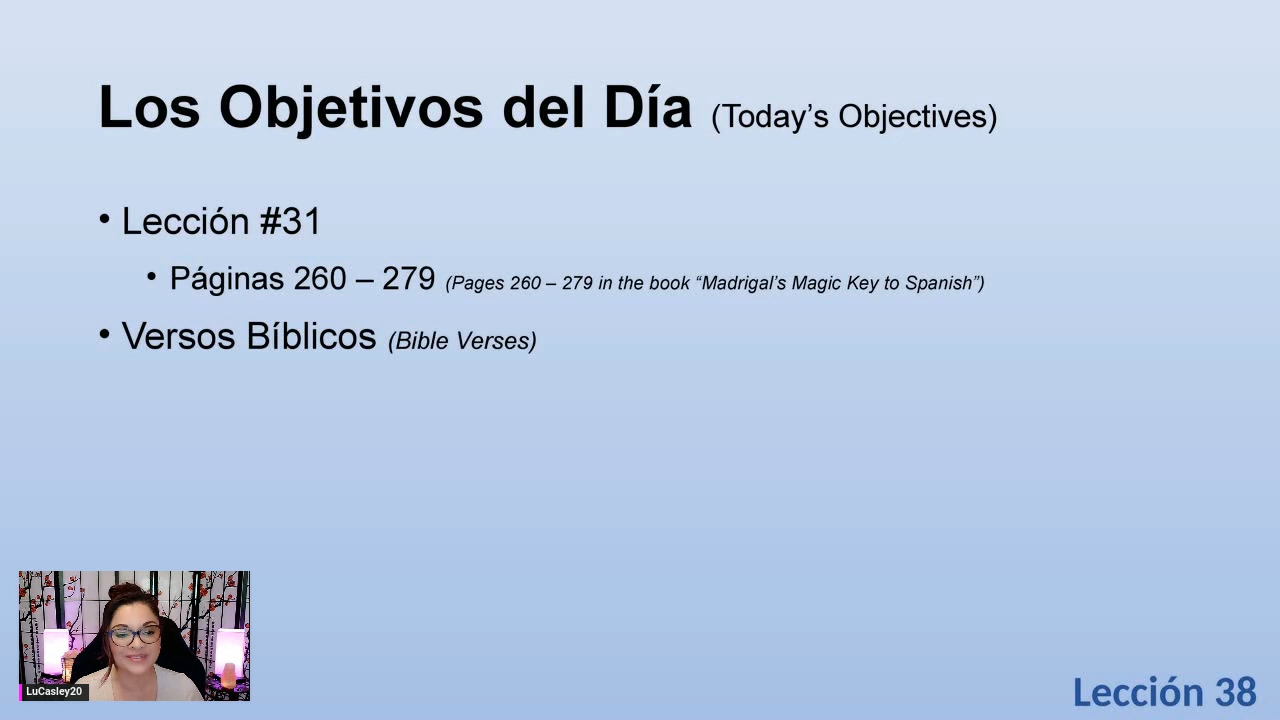 Los Objetivos del Día (Today’s Objectives)
• Lección #31
• Páginas 260 – 279 (Pages 260 – 279 in the book “Madrigal’s Magic Key to Spanish”)
• Versos Bíblicos (Bible Verses)
LuCasley20
Lección 38